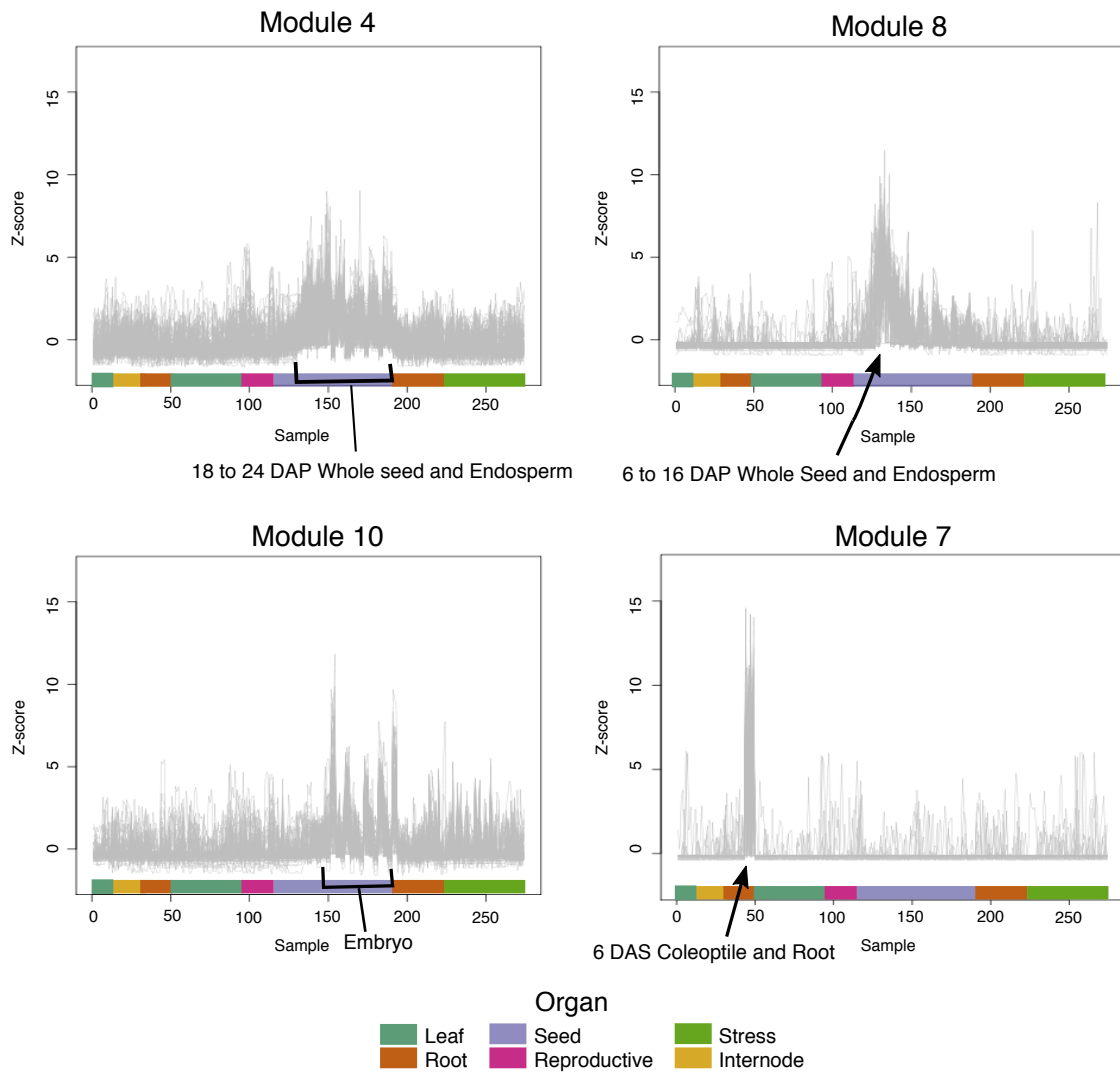 Module 4
Z-score
15
10
5
0
0 50 100 150 200 250
Sample
18 to 24 DAP Whole seed and Endosperm
Module 8
Z-score
15
10
5
0
0 50 100 150 200 250
Sample
6 to 16 DAP Whole Seed and Endosperm
Module 10
Z-score
15
10
5
0
0 50 100 150 200 250
Sample
Embryo
Module 7
Z-score
15
10
5
0
0 50 100 150 200 250
Sample
6 DAS Coleoptile and Root
Organ
Leaf Seed Stress
Root Reproductive Internode